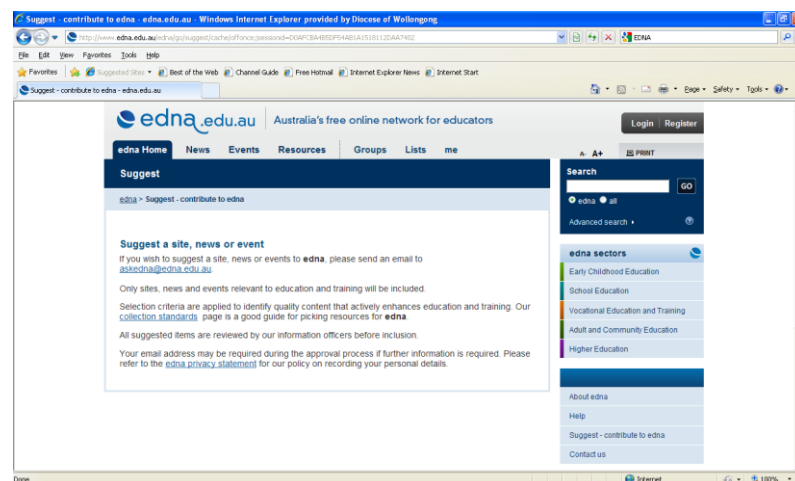 Suggest - contribute to edna - edna.edu.au - Windows Internet Explorer provided by Diocese of Wollongong
EDNA
File Edit View Favorites Tools Help
Favorites Suggested Sites Best of the Web Channel Guide Free Hotmail Internet Explorer News Internet Start
Suggest - contribute to edna - edna.edu.au
Page Safety Tools
edna.edu.au Australia's free online network for educators
Login Register
edna Home News Events Resources Groups Lists me
A- A+ PRINT
Suggest
edna > Suggest - contribute to edna
Suggest a site, news or event
If you wish to suggest a site, news or events to edna, please send an email to
askedna@edna.edu.au.
Only sites, news and events relevant to education and training will be included.
Selection criteria are applied to identify quality content that actively enhances education and training. Our
collection standards page is a good guide for picking resources for edna.
All suggested items are reviewed by our information officers before inclusion.
Your email address may be required during the approval process if further information is required. Please
refer to the edna privacy statement for our policy on recording your personal details.
Search
GO
edna all
Advanced search
edna sectors
Early Childhood Education
School Education
Vocational Education and Training
Adult and Community Education
Higher Education
About edna
Help
Suggest - contribute to edna
Contact us
Done
Internet
100%